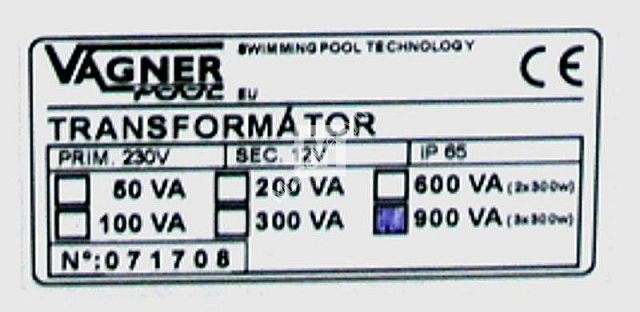 VAGNER SWIMMING POOL TECHNOLOGY CE
POOL EU
TRANSFORMÁTOR
PRIM. 230V SEC. 12V IP 65
50 VA 200 VA 600 VA (2x300w)
100 VA 300 VA 900 VA (3x300w)
N°:071708